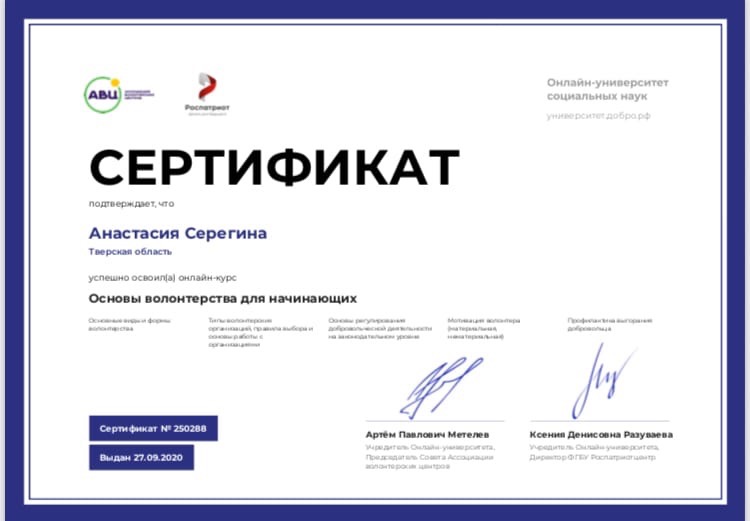 АВЦ АССОЦИАЦИЯ
ВОЛОНТЕРСКИХ
ЦЕНТРОВ
Роспатриот
Онлайн-университет
социальных наук
университет.добро.рф
СЕРТИФИКАТ
подтверждает, что
Анастасия Серегина
Тверская область
успешно освоил(а) онлайн-курс
Основы волонтерства для начинающих
Основные виды и формы
волонтерства
Типы волонтерских
организаций, правила выбора и
основы работы с
организациями
Основы регулирования
добровольческой деятельности
на законодательном уровне
Мотивация волонтера
(материальная,
нематериальная)
Профилактика выгорания
добровольца
Сертификат № 250288
Выдан 27.09.2020
Артём Павлович Метелев
Учредитель Онлайн-университета,
Председатель Совета Ассоциации
волонтерских центров
Ксения Денисовна Разуваева
Учредитель Онлайн-университета,
Директор ФГБУ Роспатриотцентр